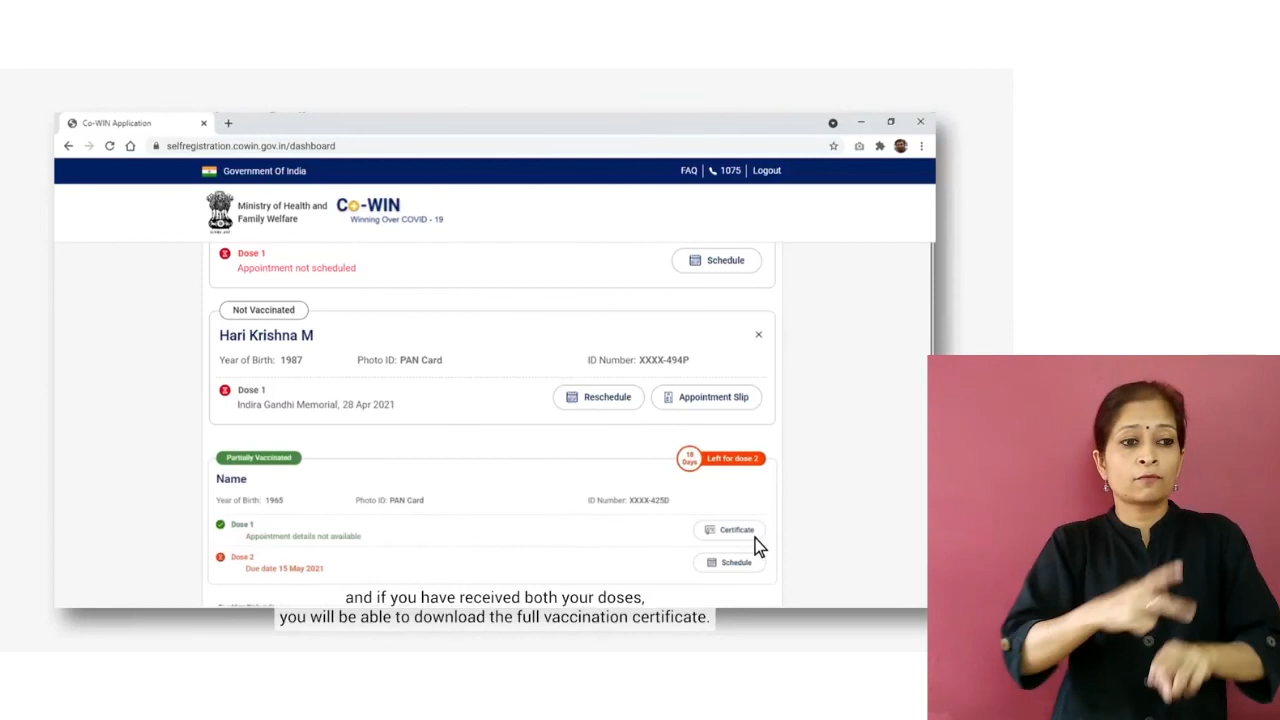 Co-WIN Application
selfregistration.cowin.gov.in/dashboard
Government Of India
FAQ 1075 Logout
Ministry of Health and
Family Welfare
Co-WIN
Winning Over COVID - 19
Dose 1
Appointment not scheduled
Schedule
Not Vaccinated
Hari Krishna M
Year of Birth: 1987 Photo ID: PAN Card ID Number: XXXX-494P
Dose 1
Indira Gandhi Memorial, 28 Apr 2021
Reschedule Appointment Slip
Partially Vaccinated
18
Days
Left for dose 2
Name
Year of Birth: 1965 Photo ID: PAN Card ID Number: XXXX-425D
Dose 1
Appointment details not available
Certificate
Dose 2
Due date 15 May 2021
Schedule
and if you have received both your doses,
you will be able to download the full vaccination certificate.